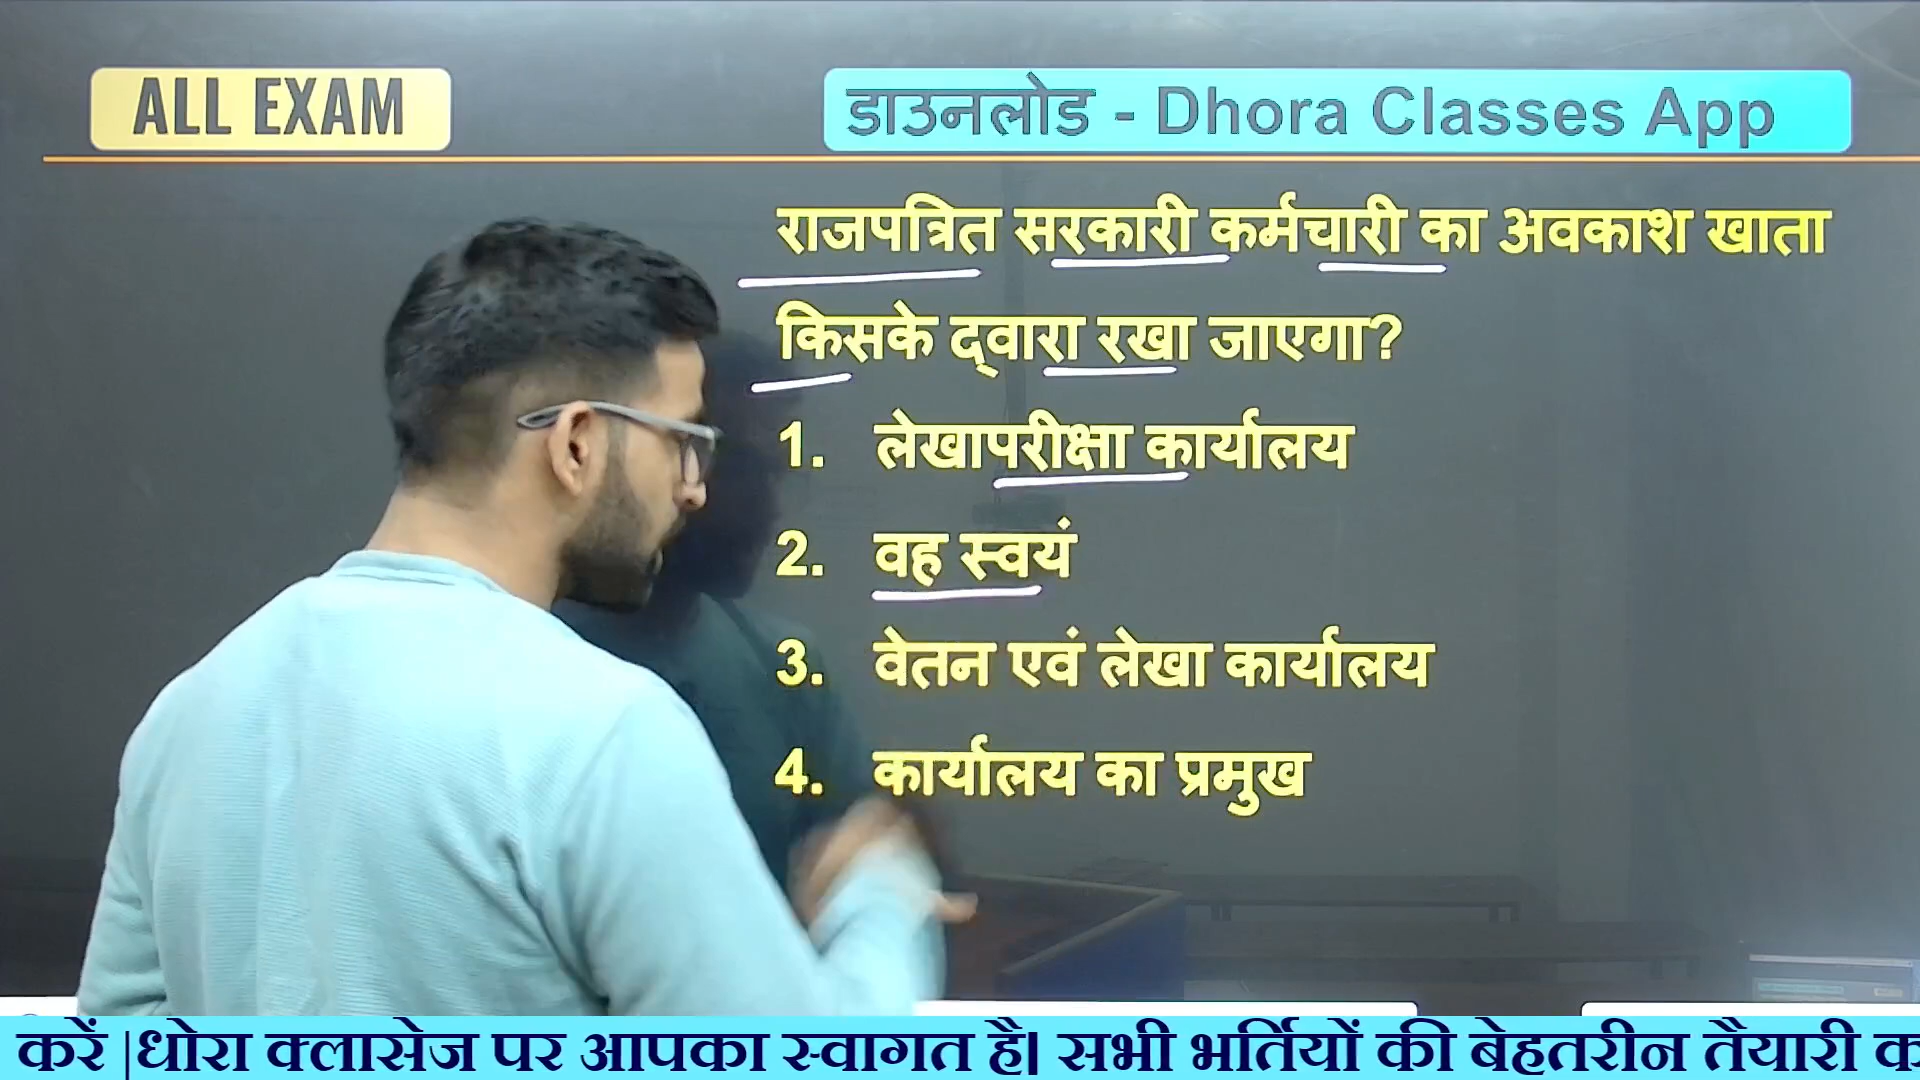 ALL EXAM
डाउनलोड - Dhora Classes App
राजपत्रित सरकारी कर्मचारी का अवकाश खाता
किसके द्वारा रखा जाएगा?
1. लेखापरीक्षा कार्यालय
2. वह स्वयं
3. वेतन एवं लेखा कार्यालय
4. कार्यालय का प्रमुख
करें |धोरा क्लासेज पर आपका स्वागत है। सभी भर्तियों की बेहतरीन तैयारी क